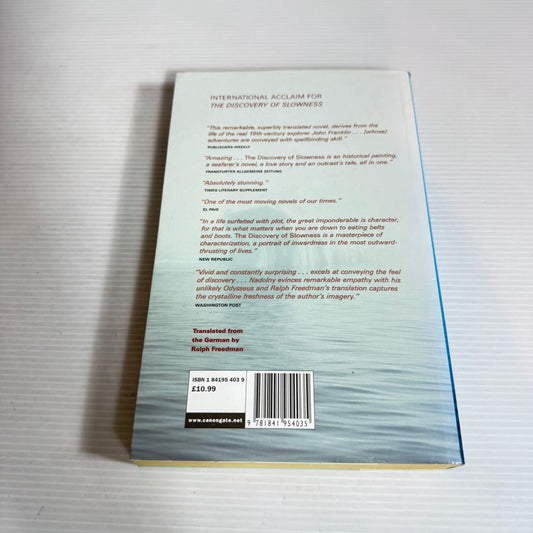 INTERNATIONAL ACCLAIM FOR
THE DISCOVERY OF SLOWNESS
"This remarkable, superbly translated novel, derives from the
life of the real 19th-century explorer John Franklin . . . [whose]
adventures are conveyed with spellbinding skill."
PUBLISHERS WEEKLY
"Amazing . . . The Discovery of Slowness is an historical painting,
a seafarer's novel, a love story and an outcast's tale, all in one."
FRANKFURTER ALLGEMEINE ZEITUNG
"Absolutely stunning."
TIMES LITERARY SUPPLEMENT
"One of the most moving novels of our times."
EL PAIS
"In a life surfeited with plot, the great imponderable is character,
for that is what matters when you are down to eating belts
and boots. The Discovery of Slowness is a masterpiece of
characterization, a portrait of inwardness in the most outward-
thrusting of lives."
NEW REPUBLIC
"Vivid and constantly surprising . . . excels at conveying the feel
of discovery . . . Nadolny evinces remarkable empathy with his
unlikely Odysseus and Ralph Freedman's translation captures
the crystalline freshness of the author's imagery."
WASHINGTON POST
Translated from
the German by
Ralph Freedman
ISBN 1 84195 403 9
£10.99
www.canongate.net
9 781841 954035